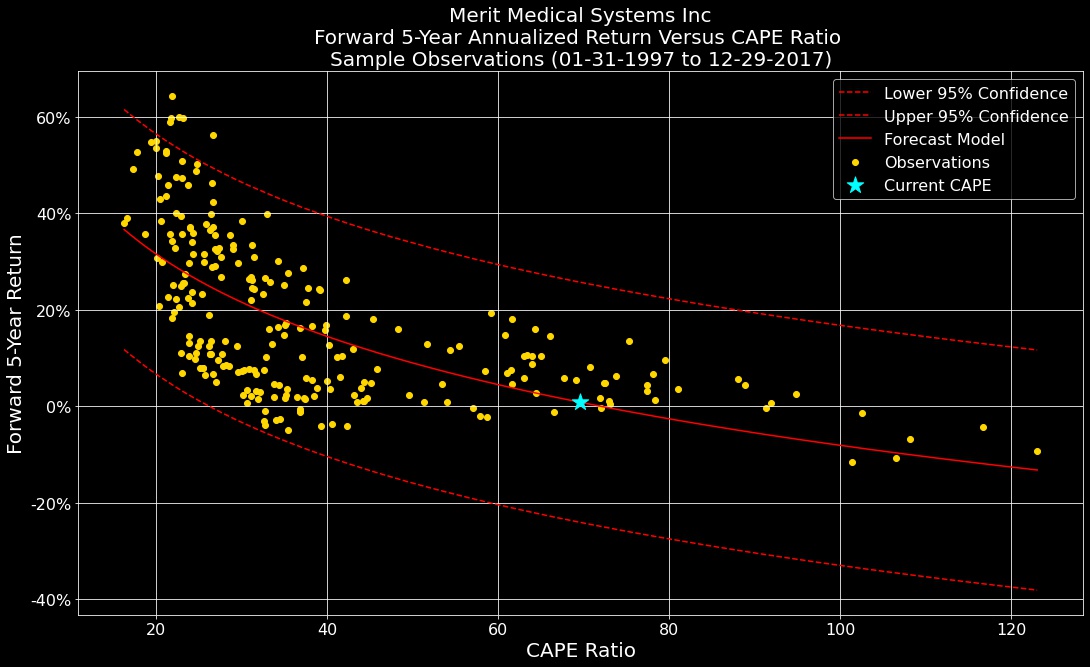 Merit Medical Systems Inc
Forward 5-Year Annualized Return Versus CAPE Ratio
Sample Observations (01-31-1997 to 12-29-2017)
Lower 95% Confidence
Upper 95% Confidence
Forecast Model
Observations
Current CAPE
Forward 5-Year Return
60%
40%
20%
0%
-20%
-40%
20
40
60
80
100
120
CAPE Ratio